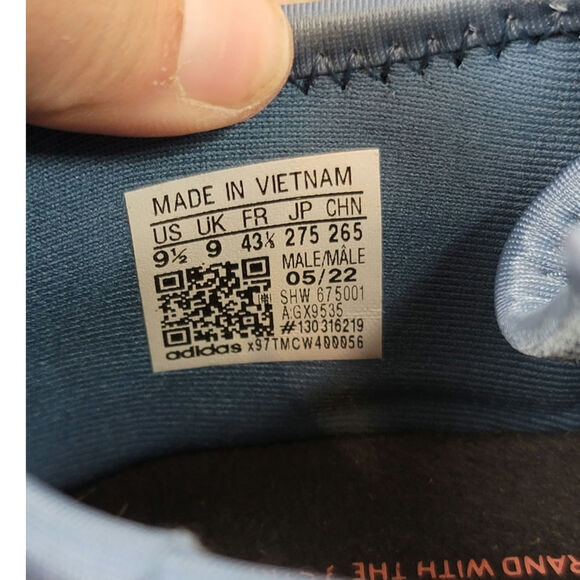 MADE IN VIETNAM
US UK FR JP CHN
9½ 9 43⅓ 275 265
MALE/MÂLE
05/22
SHW 675001
A:GX9535
#130316219
adidas x97TMCW400056
RAND WITH THE 3